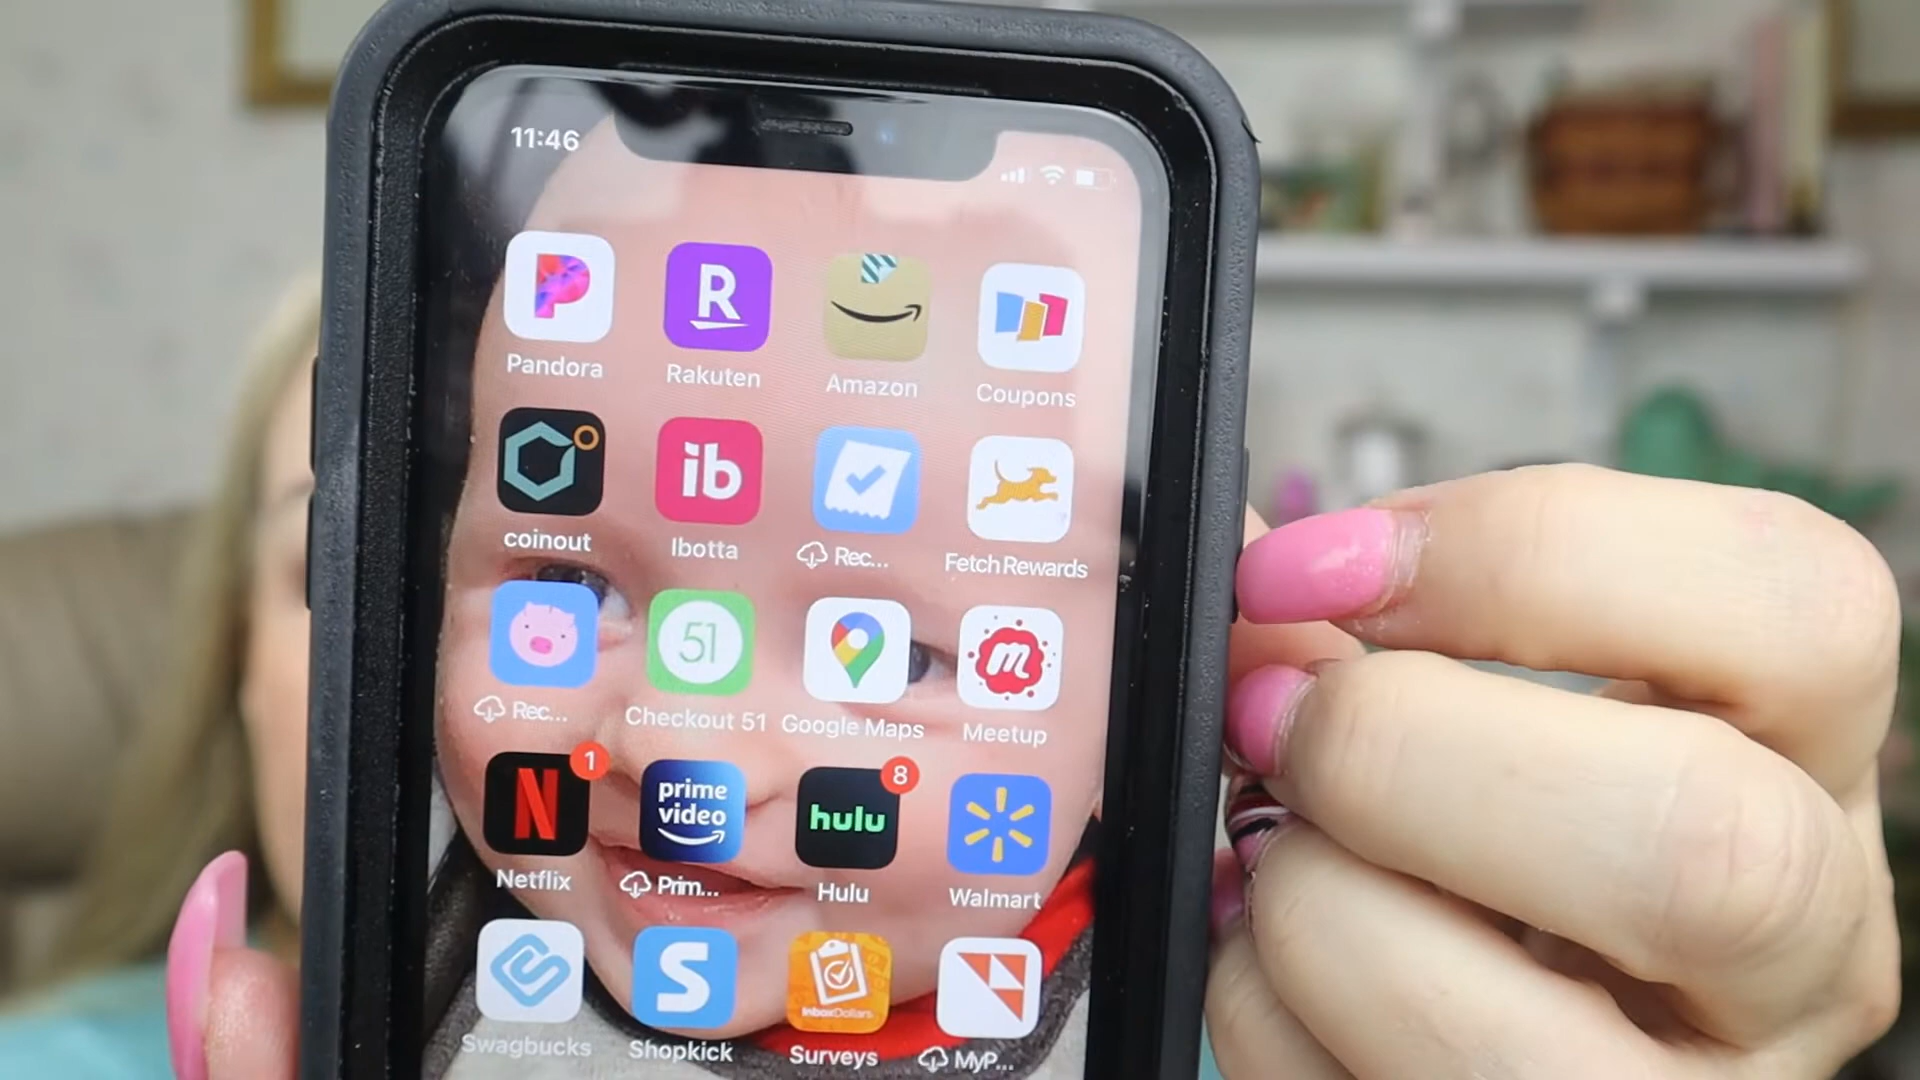 11:46
P
R
Pandora
Rakuten
Amazon
Coupons
ib
coinout
Ibotta
Rec...
Fetch Rewards
51
m
Rec...
Checkout 51
Google Maps
Meetup
1
8
N
prime
video
hulu
Netflix
Prim...
Hulu
Walmart
S
InboxDollars
Swagbucks
Shopkick
Surveys
MyP...